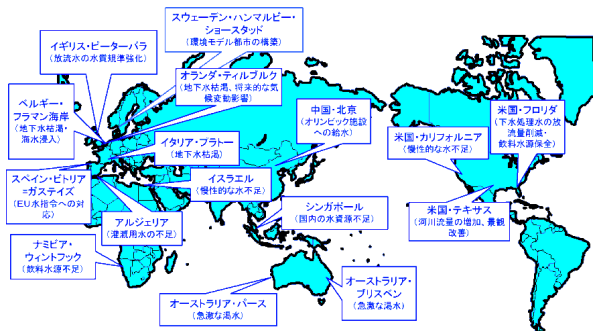 スウェーデン・ハンマルビー・
ショースタッド
(環境モデル都市の構築)
イギリス・ピーターバラ
(放流水の水質規準強化)
オランダ・ティルブルク
(地下水枯渇、将来的な気
候変動影響)
ベルギー・
フラマン海岸
(地下水枯渇・
海水浸入)
中国・北京
(オリンピック施設
への給水)
米国・フロリダ
(下水処理水の放
流量削減・
飲料水源保全)
米国・カリフォルニア
(慢性的な水不足)
イタリア・プラトー
(地下水枯渇)
スペイン・ビトリア
=ガステイズ
(EU水指令への対
応)
イスラエル
(慢性的な水不足)
アルジェリア
(灌漑用水の不足)
シンガポール
(国内の水資源不足)
米国・テキサス
(河川流量の増加、景観
改善)
ナミビア・
ウィントフック
(飲料水源不足)
オーストラリア・パース
(急激な渇水)
オーストラリア・
ブリスベン
(急激な渇水)